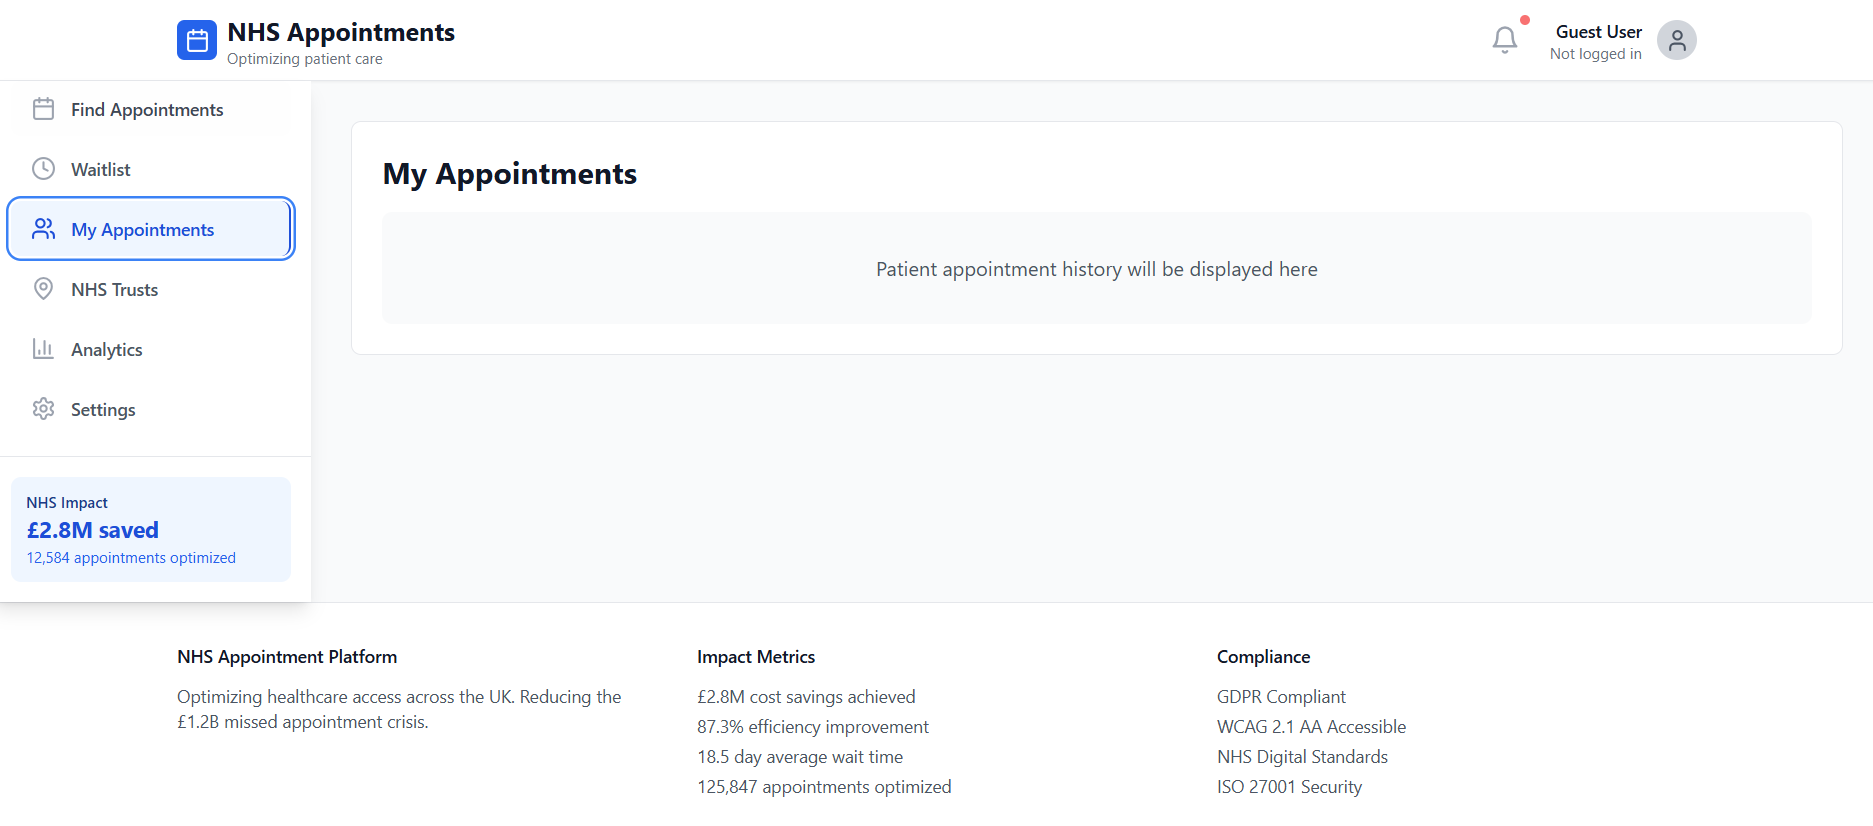 NHS Appointments
Optimizing patient care
Guest User
Not logged in
Find Appointments
Waitlist
My Appointments
NHS Trusts
Analytics
Settings
NHS Impact
£2.8M saved
12,584 appointments optimized
My Appointments
Patient appointment history will be displayed here
NHS Appointment Platform
Optimizing healthcare access across the UK. Reducing the
£1.2B missed appointment crisis.
Impact Metrics
£2.8M cost savings achieved
87.3% efficiency improvement
18.5 day average wait time
125,847 appointments optimized
Compliance
GDPR Compliant
WCAG 2.1 AA Accessible
NHS Digital Standards
ISO 27001 Security